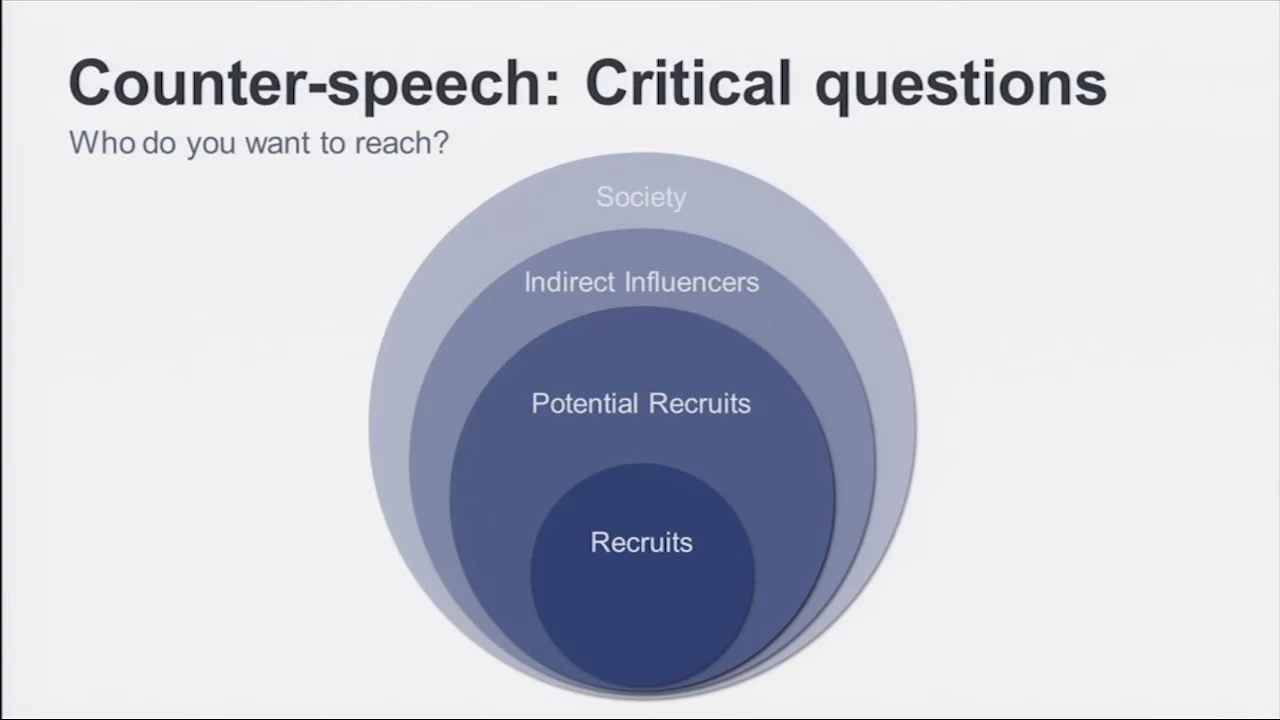 Counter-speech: Critical questions
Who do you want to reach?
Society
Indirect Influencers
Potential Recruits
Recruits